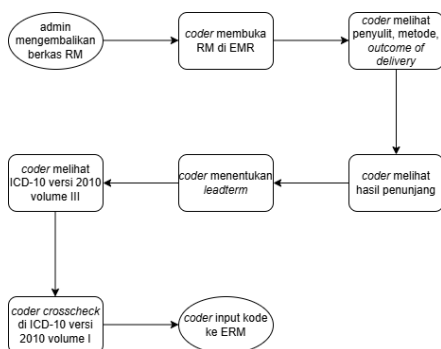 admin
mengembalikan
berkas RM
coder membuka
RM di EMR
coder melihat
penyulit, metode,
outcome of
delivery
coder melihat
hasil penunjang
coder menentukan
leadterm
coder melihat
ICD-10 versi 2010
volume III
coder crosscheck
di ICD-10 versi
2010 volume I
coder input kode
ke ERM